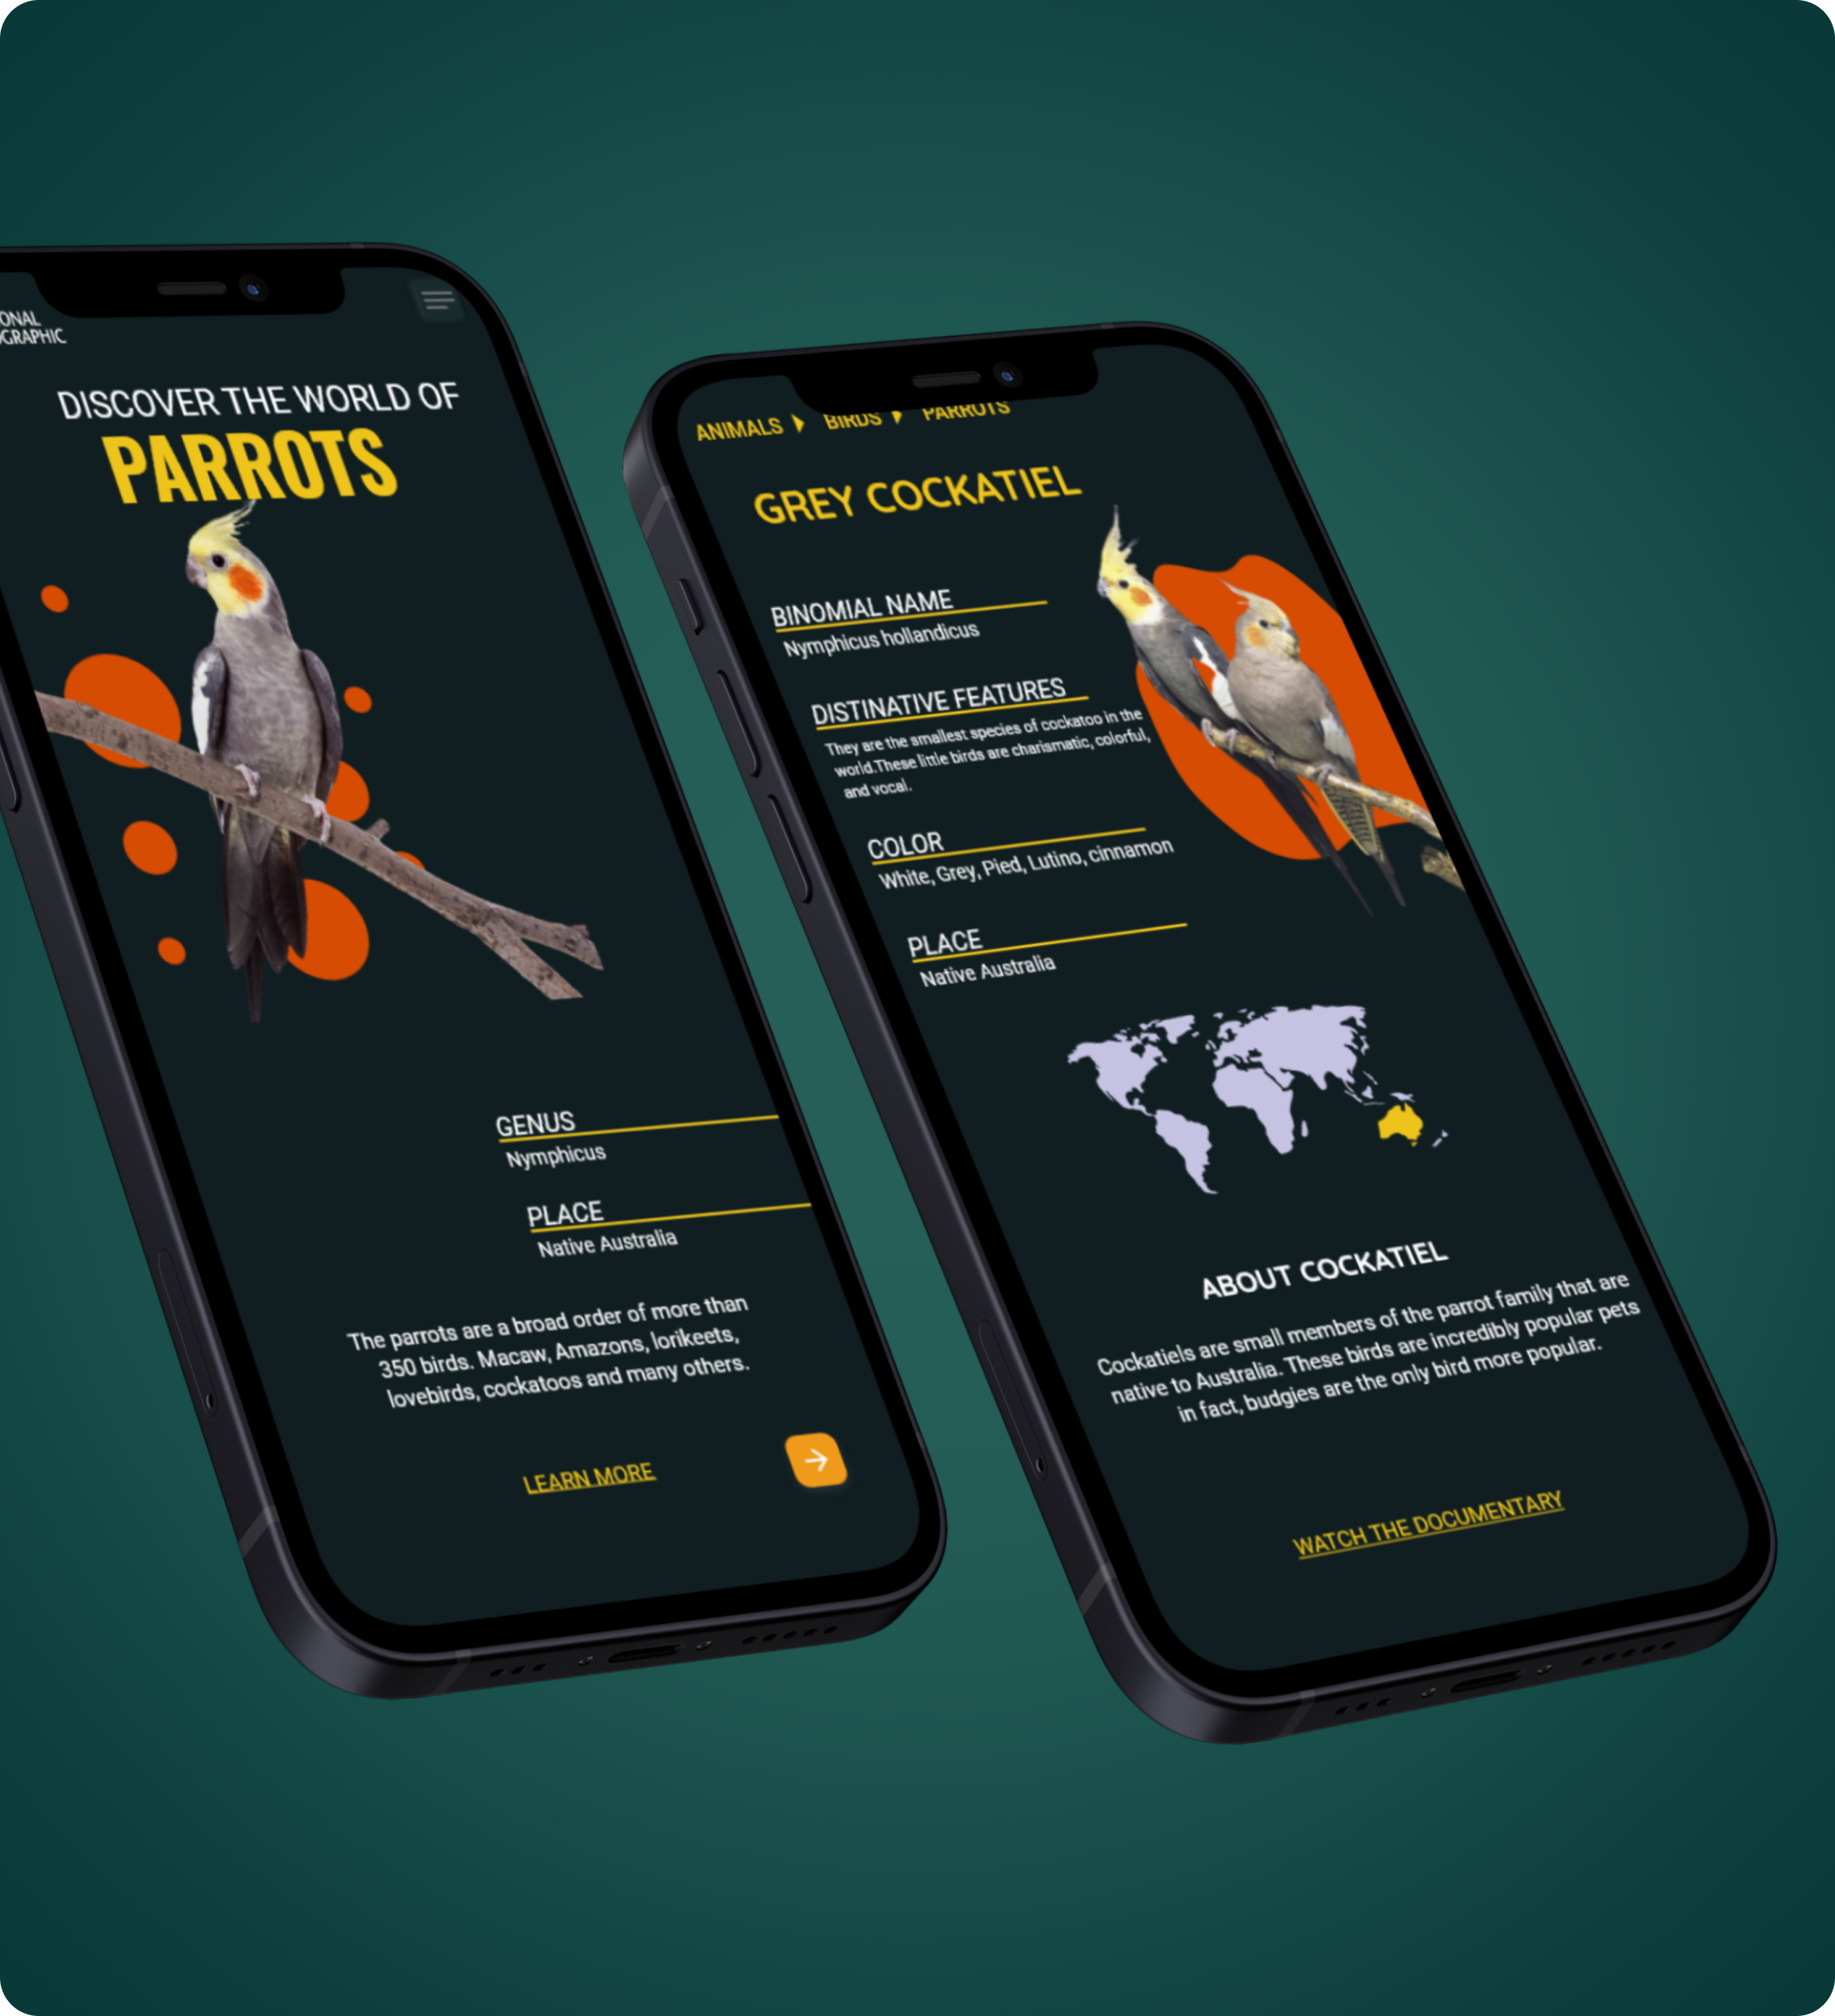 ONAL
OGRAPHIC
DISCOVER THE WORLD OF
PARROTS
GENUS
Nymphicus
PLACE
Native Australia
The parrots are a broad order of more than
350 birds. Macaw, Amazons, lorikeets,
lovebirds, cockatoos and many others.
LEARN MORE
ANIMALS BIRDS PARROTS
GREY COCKATIEL
BINOMIAL NAME
Nymphicus hollandicus
DISTINATIVE FEATURES
They are the smallest species of cockatoo in the
world.These little birds are charismatic, colorful,
and vocal.
COLOR
White, Grey, Pied, Lutino, cinnamon
PLACE
Native Australia
ABOUT COCKATIEL
Cockatiels are small members of the parrot family that are
native to Australia. These birds are incredibly popular pets
in fact, budgies are the only bird more popular.
WATCH THE DOCUMENTARY